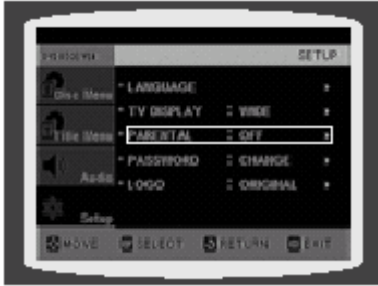 SETUP
Disc Menu
LANGUAGE
TV DISPLAY : WIDE
Title Menu
PARENTAL : OFF
PASSWORD : CHANGE
Audio
LOGO : ORIGINAL
Setup
MOVE SELECT RETURN EXIT